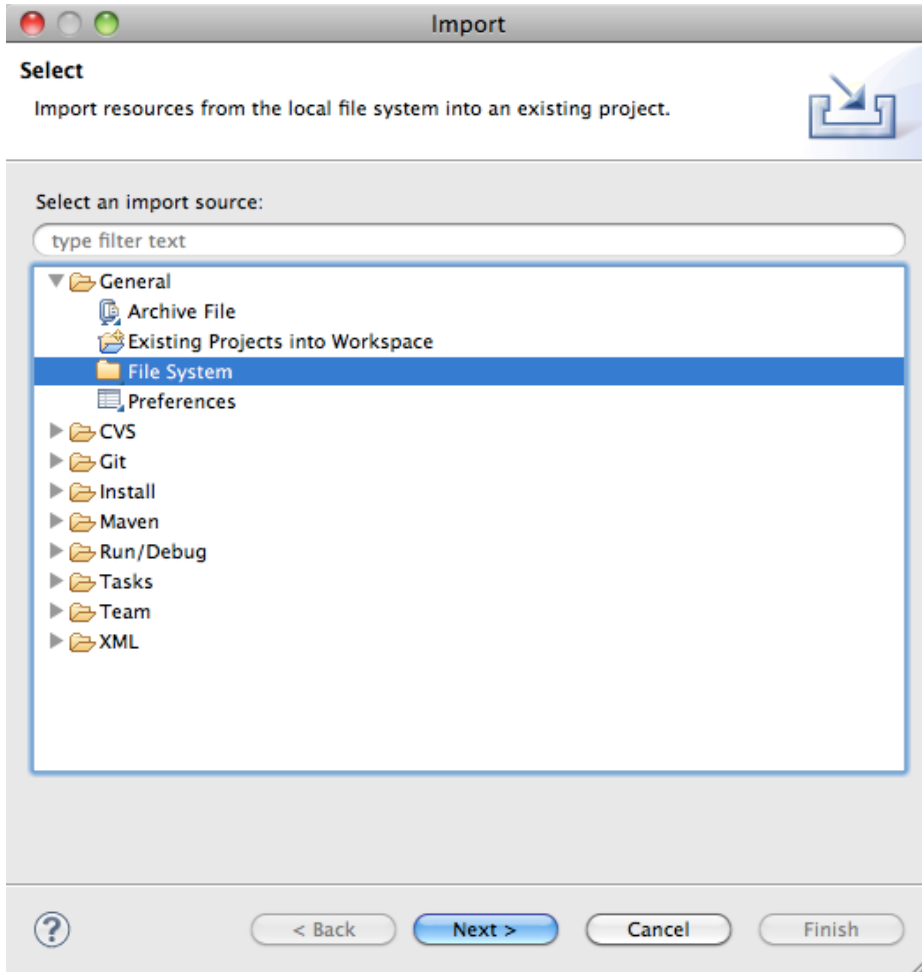 Import
Select
Import resources from the local file system into an existing project.
Select an import source:
type filter text
General
Archive File
Existing Projects into Workspace
File System
Preferences
CVS
Git
Install
Maven
Run/Debug
Tasks
Team
XML
? < Back Next > Cancel Finish